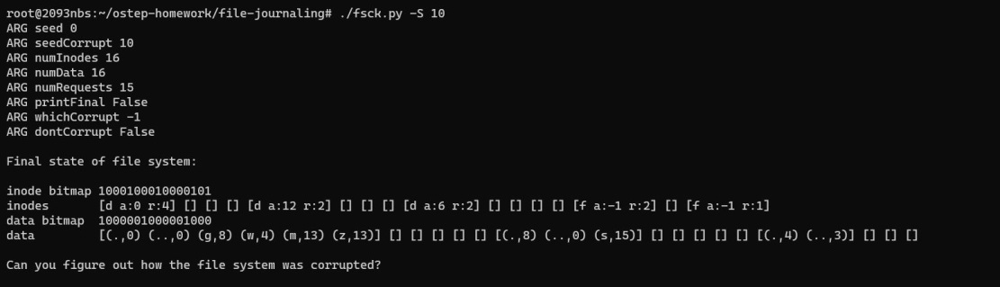 root@2093nbs:~/ostep-homework/file-journaling# ./fsck.py -S 10
ARG seed 0
ARG seedCorrupt 10
ARG numInodes 16
ARG numData 16
ARG numRequests 15
ARG printFinal False
ARG whichCorrupt -1
ARG dontCorrupt False
Final state of file system:
inode bitmap 1000100010000101
inodes [d a:0 r:4] [] [] [] [d a:12 r:2] [] [] [] [d a:6 r:2] [] [] [] [] [f a:-1 r:2] [] [f a:-1 r:1]
data bitmap 1000001000001000
data [(.,0) (..,0) (g,8) (w,4) (m,13) (z,13)] [] [] [] [] [] [(.,8) (..,0) (s,15)] [] [] [] [] [] [(.,4) (..,3)] [] [] []
Can you figure out how the file system was corrupted?